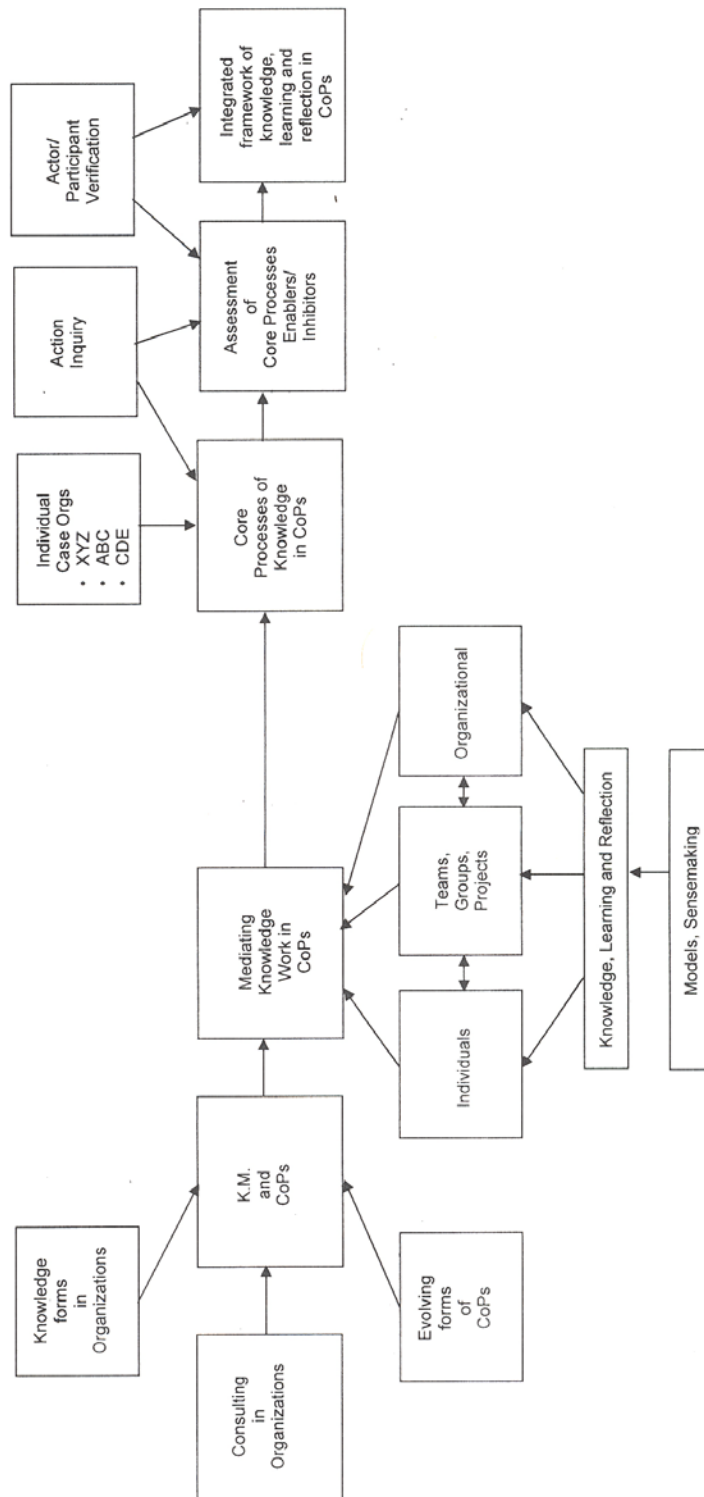 Knowledge
forms
in
Organizations
Consulting
in
Organizations
K.M.
and
CoPs
Evolving
forms
of
CoPs
Mediating
Knowledge
Work in
CoPs
Individuals
Teams,
Groups,
Projects
Organizational
Knowledge, Learning and Reflection
Models, Sensemaking
Individual
Case Orgs
• XYZ
• ABC
• CDE
Core
Processes of
Knowledge
in CoPs
Action
Inquiry
Assessment
of
Core Processes
Enablers/
Inhibitors
Actor/
Participant
Verification
Integrated
framework of
knowledge,
learning and
reflection in
CoPs